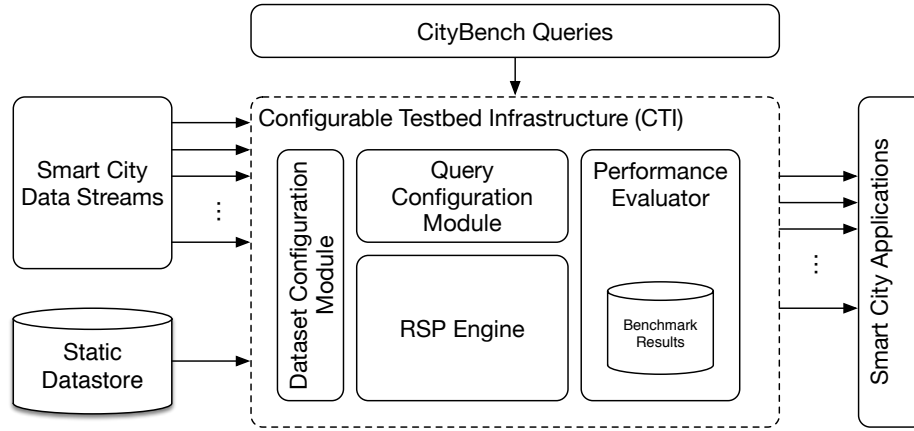 CityBench Queries
Configurable Testbed Infrastructure (CTI)
Smart City
Data Streams
⋮
Static
Datastore
Dataset Configuration
Module
Query
Configuration
Module
RSP Engine
Performance
Evaluator
Benchmark
Results
⋮
Smart City Applications